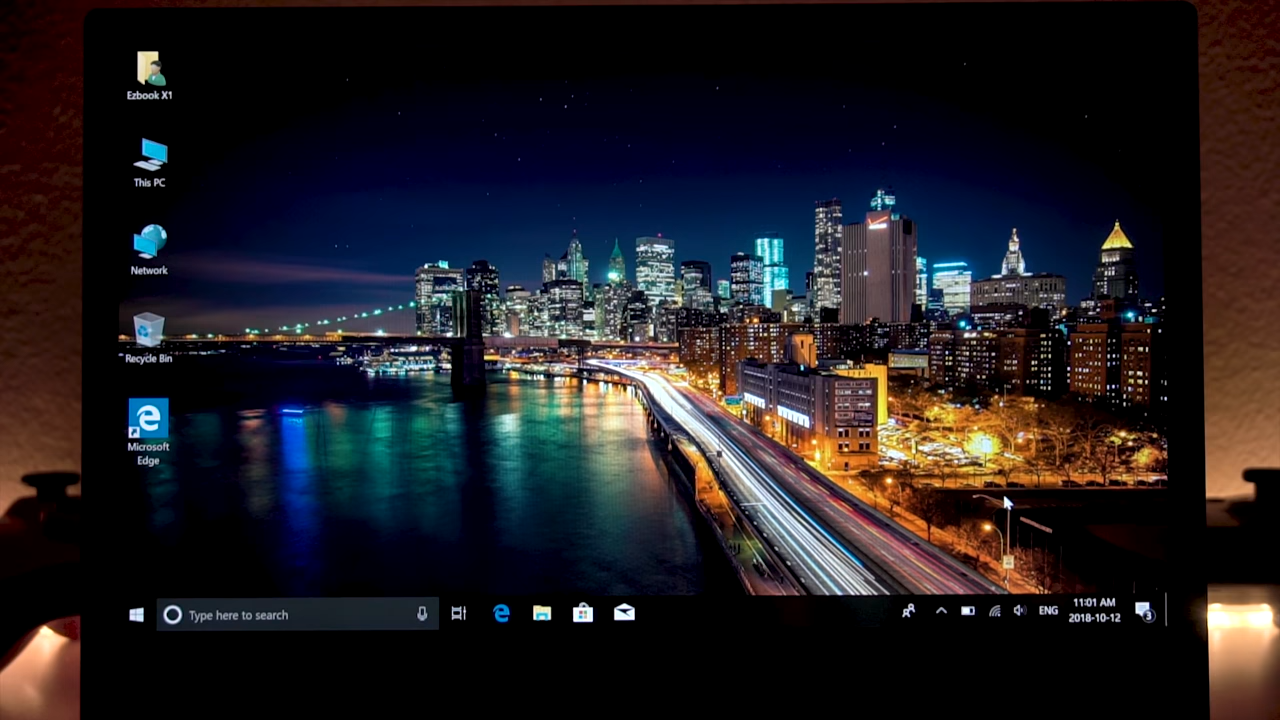 Ezbook X1
This PC
Network
Recycle Bin
Microsoft
Edge
Type here to search
ENG
11:01 AM
2018-10-12
3